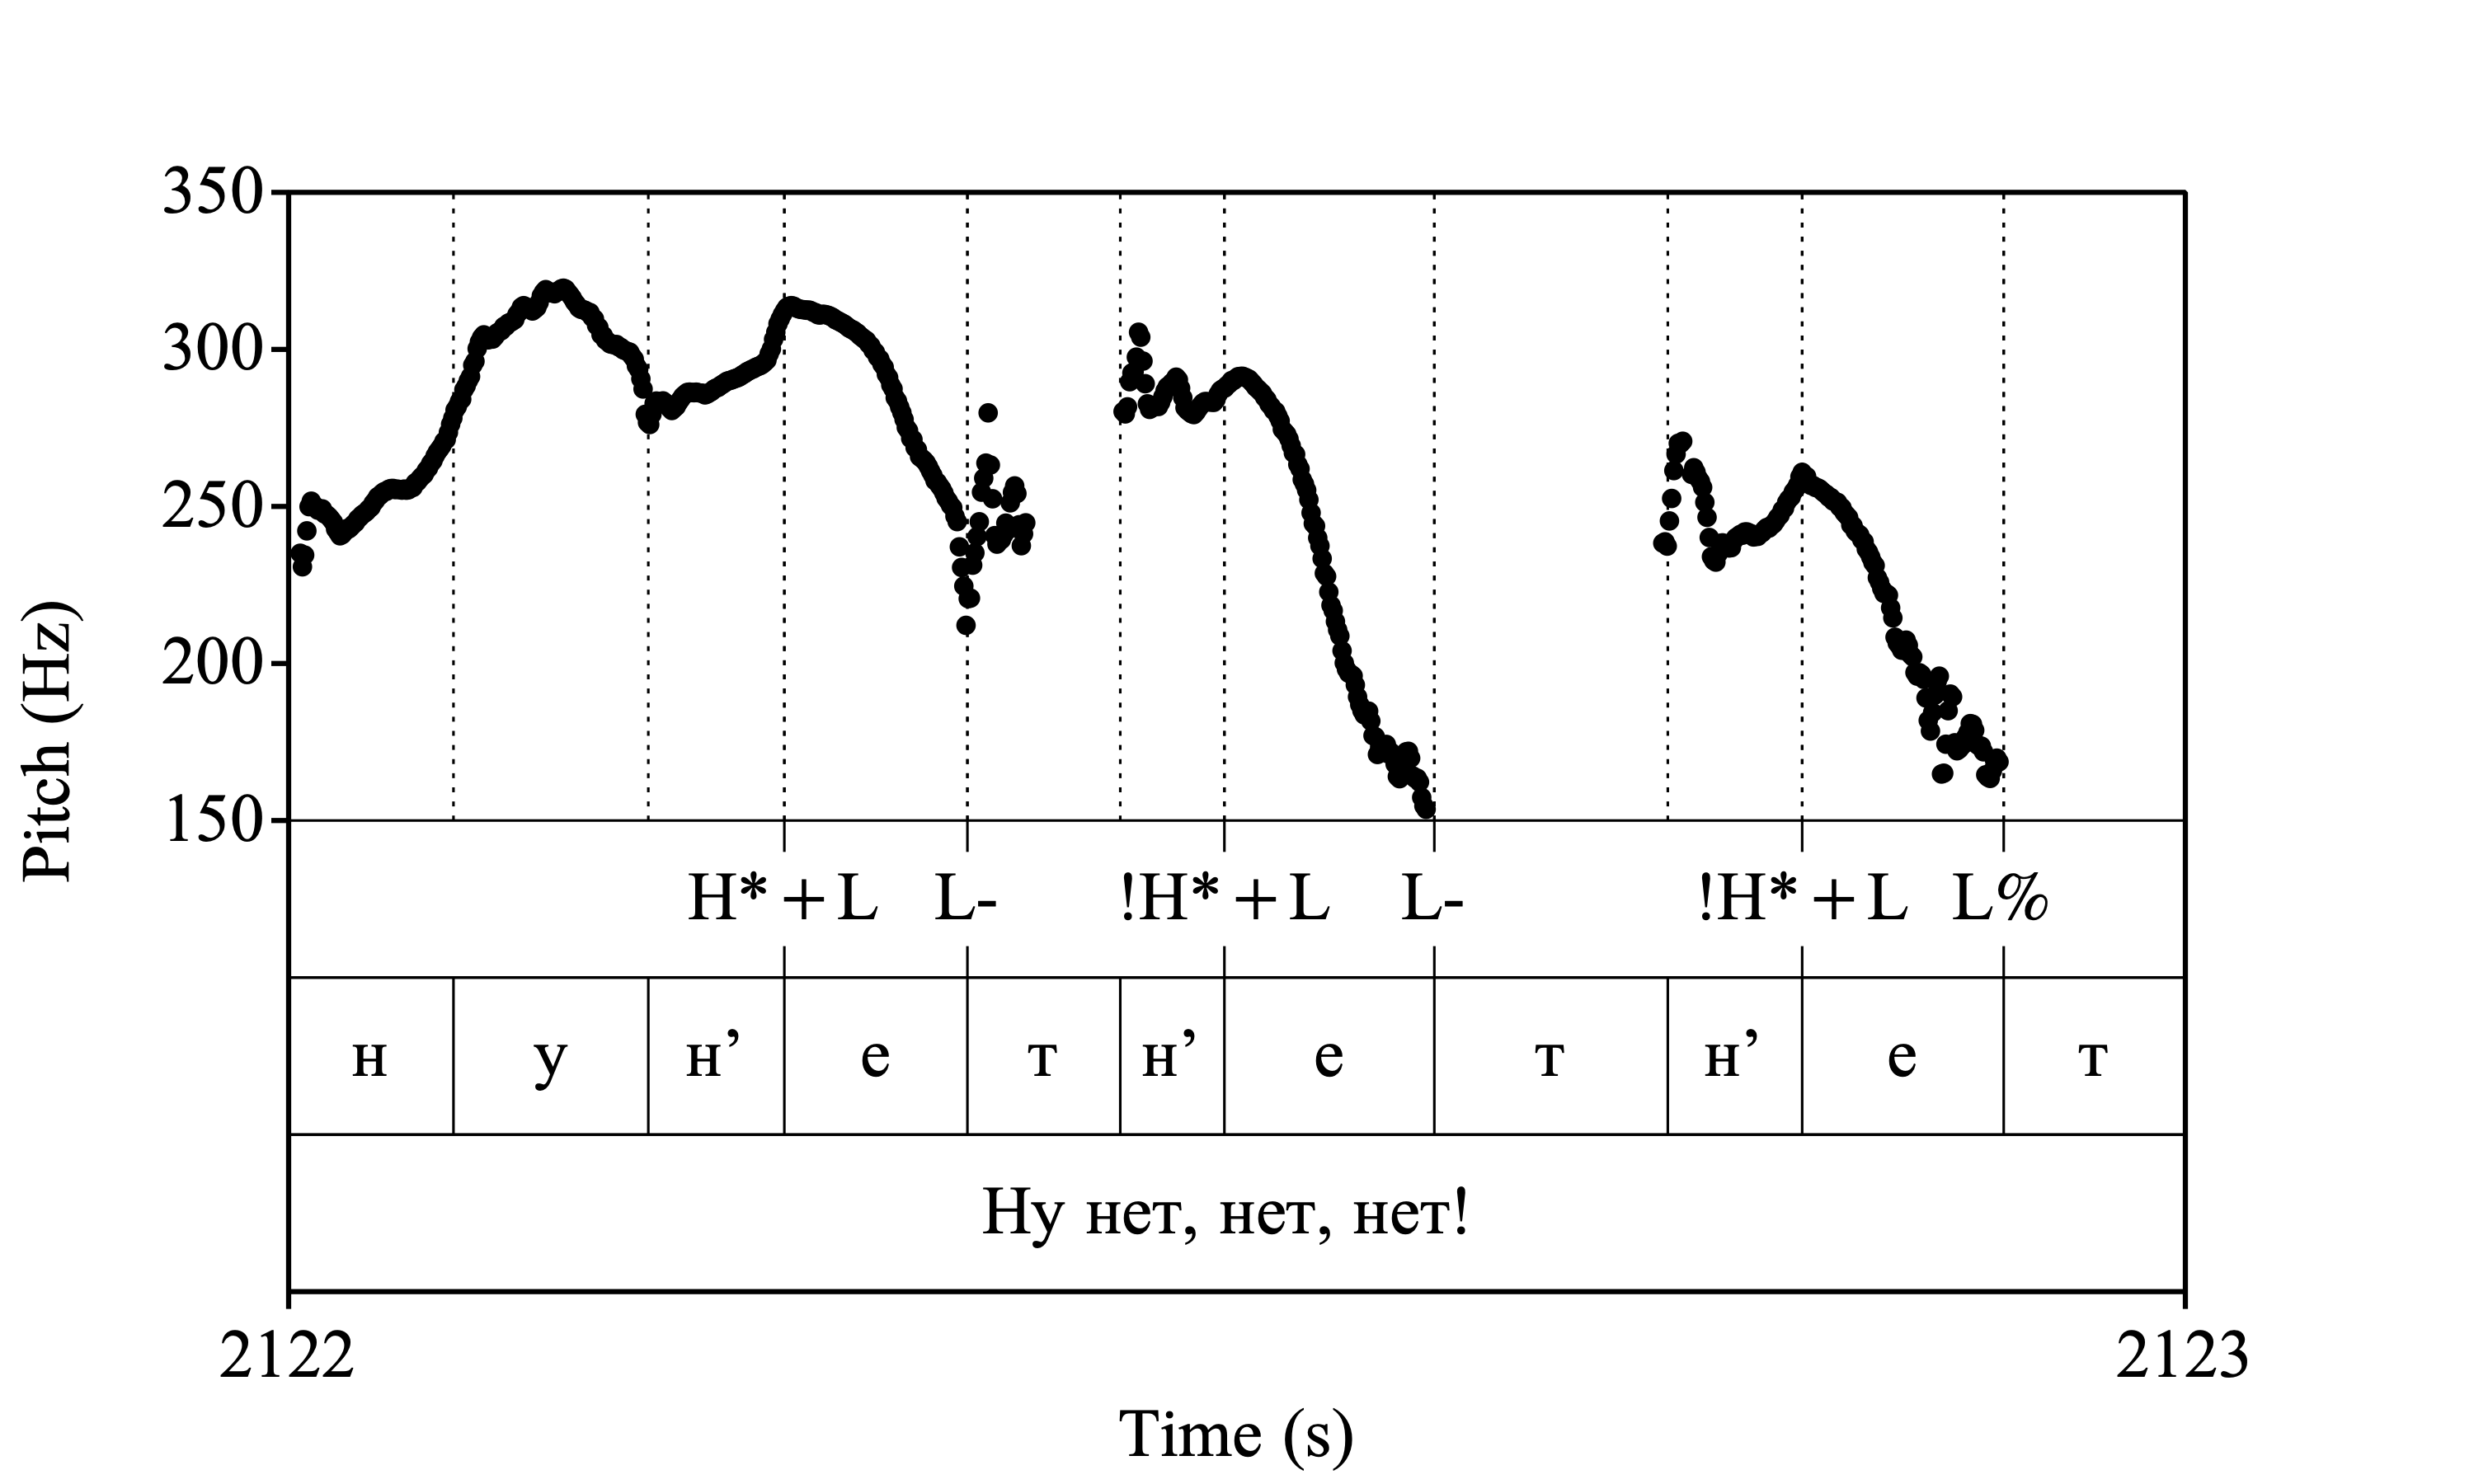 350
300
250
200
150
Pitch (Hz)
H*+L L- !H*+L L- !H*+L L%
н у н’ е т н’ е т н’ е т
Ну нет, нет, нет!
2122 2123
Time (s)